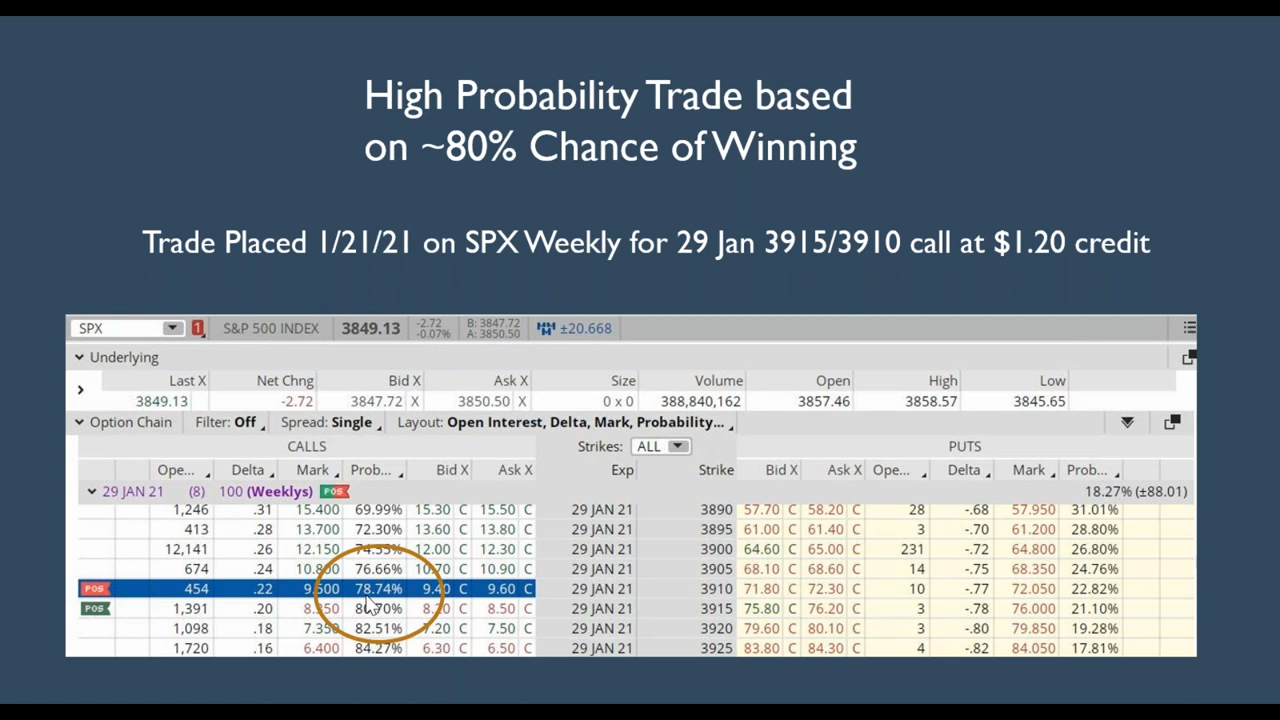 High Probability Trade based
on ~80% Chance of Winning
Trade Placed 1/21/21 on SPX Weekly for 29 Jan 3915/3910 call at $1.20 credit
SPX 1 S&P 500 INDEX 3849.13 -2.72 -0.07% B: 3847.72 A: 3850.50 ±20.668
Underlying
Last X Net Chng Bid X Ask X Size Volume Open High Low
3849.13 -2.72 3847.72 X 3850.50 X 0 x 0 388,840,162 3857.46 3858.57 3845.65
Option Chain Filter: Off Spread: Single Layout: Open Interest, Delta, Mark, Probability...
CALLS Strikes: ALL PUTS
Ope... Delta Mark Prob... Bid X Ask X Exp Strike Bid X Ask X Ope... Delta Mark Prob...
29 JAN 21 (8) 100 (Weeklys) POS 18.27% (±88.01)
1,246 .31 15.400 69.99% 15.30 C 15.50 C 29 JAN 21 3890 57.70 C 58.20 C 28 -.68 57.950 31.01%
413 .28 13.700 72.30% 13.60 C 13.80 C 29 JAN 21 3895 61.00 C 61.40 C 3 -.70 61.200 28.80%
12,141 .26 12.150 12.00 C 12.30 C 29 JAN 21 3900 64.60 C 65.00 C 231 -.72 64.800 26.80%
674 .24 76.66% C 10.90 C 29 JAN 21 3905 68.10 C 68.60 C 14 -.75 68.350 24.76%
POS 454 .22 78.74% C 9.60 C 29 JAN 21 3910 71.80 C 72.30 C 10 -.77 72.050 22.82%
POS 1,391 .20 C 8.50 C 29 JAN 21 3915 75.80 C 76.20 C 3 -.78 76.000 21.10%
1,098 .18 7.350 82.51% 7.20 C 7.50 C 29 JAN 21 3920 79.60 C 80.10 C 3 -.80 79.850 19.28%
1,720 .16 6.400 84.27% 6.30 C 6.50 C 29 JAN 21 3925 83.80 C 84.30 C 4 -.82 84.050 17.81%